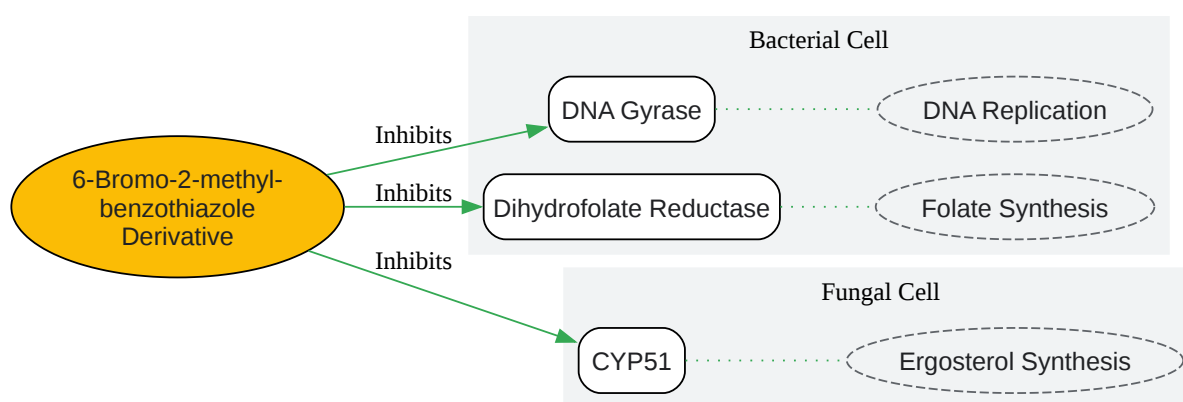 Bacterial Cell
DNA Gyrase
DNA Replication
Inhibits
6-Bromo-2-methyl-
benzothiazole
Derivative
Inhibits
Dihydrofolate Reductase
Folate Synthesis
Inhibits
Fungal Cell
CYP51
Ergosterol Synthesis